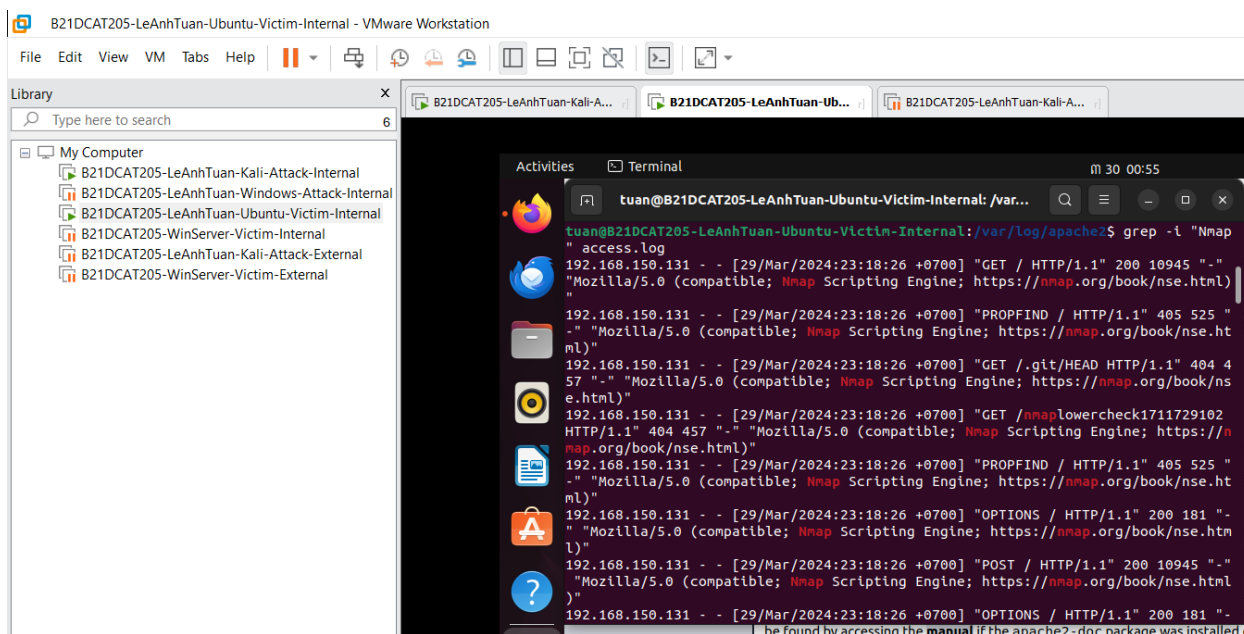 B21DCAT205-LeAnhTuan-Ubuntu-Victim-Internal - VMware Workstation
File Edit View VM Tabs Help
Library x
Type here to search 6
My Computer
B21DCAT205-LeAnhTuan-Kali-Attack-Internal
B21DCAT205-LeAnhTuan-Windows-Attack-Internal
B21DCAT205-LeAnhTuan-Ubuntu-Victim-Internal
B21DCAT205-WinServer-Victim-Internal
B21DCAT205-LeAnhTuan-Kali-Attack-External
B21DCAT205-WinServer-Victim-External
B21DCAT205-LeAnhTuan-Kali-A... B21DCAT205-LeAnhTuan-Ub... B21DCAT205-LeAnhTuan-Kali-A...
Activities Terminal 30 00:55
tuan@B21DCAT205-LeAnhTuan-Ubuntu-Victim-Internal: /var...
tuan@B21DCAT205-LeAnhTuan-Ubuntu-Victim-Internal:/var/log/apache2$ grep -i "Nmap
" access.log
192.168.150.131 - - [29/Mar/2024:23:18:26 +0700] "GET / HTTP/1.1" 200 10945 "-"
"Mozilla/5.0 (compatible; Nmap Scripting Engine; https://nmap.org/book/nse.html)
"
192.168.150.131 - - [29/Mar/2024:23:18:26 +0700] "PROPFIND / HTTP/1.1" 405 525 "
-" "Mozilla/5.0 (compatible; Nmap Scripting Engine; https://nmap.org/book/nse.ht
ml)"
192.168.150.131 - - [29/Mar/2024:23:18:26 +0700] "GET /.git/HEAD HTTP/1.1" 404 4
57 "-" "Mozilla/5.0 (compatible; Nmap Scripting Engine; https://nmap.org/book/ns
e.html)"
192.168.150.131 - - [29/Mar/2024:23:18:26 +0700] "GET /nmaplowercheck1711729102
HTTP/1.1" 404 457 "-" "Mozilla/5.0 (compatible; Nmap Scripting Engine; https://n
map.org/book/nse.html)"
192.168.150.131 - - [29/Mar/2024:23:18:26 +0700] "PROPFIND / HTTP/1.1" 405 525 "
-" "Mozilla/5.0 (compatible; Nmap Scripting Engine; https://nmap.org/book/nse.ht
ml)"
192.168.150.131 - - [29/Mar/2024:23:18:26 +0700] "OPTIONS / HTTP/1.1" 200 181 "-
" "Mozilla/5.0 (compatible; Nmap Scripting Engine; https://nmap.org/book/nse.htm
l)"
192.168.150.131 - - [29/Mar/2024:23:18:26 +0700] "POST / HTTP/1.1" 200 10945 "-"
"Mozilla/5.0 (compatible; Nmap Scripting Engine; https://nmap.org/book/nse.html
)"
192.168.150.131 - - [29/Mar/2024:23:18:26 +0700] "OPTIONS / HTTP/1.1" 200 181 "-
be found by accessing the manual if the apache2-doc package was installed